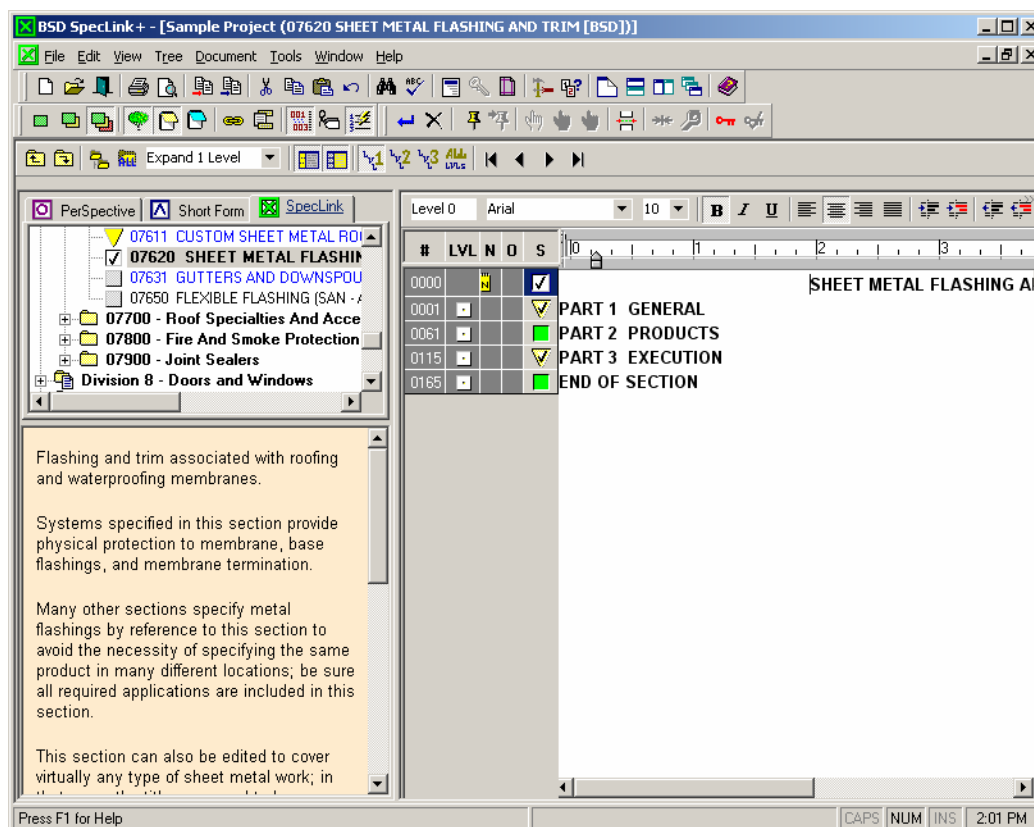 BSD SpecLink+ - [Sample Project (07620 SHEET METAL FLASHING AND TRIM [BSD])]
File Edit View Tree Document Tools Window Help
Expand 1 Level
PerSpective Short Form SpecLink
Level 0 Arial 10 B I U
07611 CUSTOM SHEET METAL ROO
07620 SHEET METAL FLASHIN
07631 GUTTERS AND DOWNSPOU
07650 FLEXIBLE FLASHING (SAN - A
07700 - Roof Specialties And Acce
07800 - Fire And Smoke Protection
07900 - Joint Sealers
Division 8 - Doors and Windows
# LVL N O S 0 1 2 3
0000 N SHEET METAL FLASHING A
0001 PART 1 GENERAL
0061 PART 2 PRODUCTS
0115 PART 3 EXECUTION
0165 END OF SECTION
Flashing and trim associated with roofing
and waterproofing membranes.
Systems specified in this section provide
physical protection to membrane, base
flashings, and membrane termination.
Many other sections specify metal
flashings by reference to this section to
avoid the necessity of specifying the same
product in many different locations; be sure
all required applications are included in this
section.
This section can also be edited to cover
virtually any type of sheet metal work; in
Press F1 for Help
CAPS NUM INS 2:01 PM